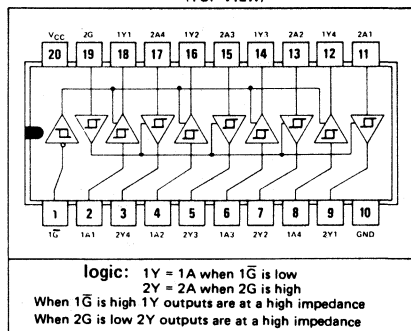 (TOP VIEW)
VCC 2G 1Y1 2A4 1Y2 2A3 1Y3 2A2 1Y4 2A1
20 19 18 17 16 15 14 13 12 11
1 2 3 4 5 6 7 8 9 10
1G̅ 1A1 2Y4 1A2 2Y3 1A3 2Y2 1A4 2Y1 GND
logic: 1Y = 1A when 1G̅ is low
2Y = 2A when 2G is high
When 1G̅ is high 1Y outputs are at a high impedance
When 2G is low 2Y outputs are at a high impedance